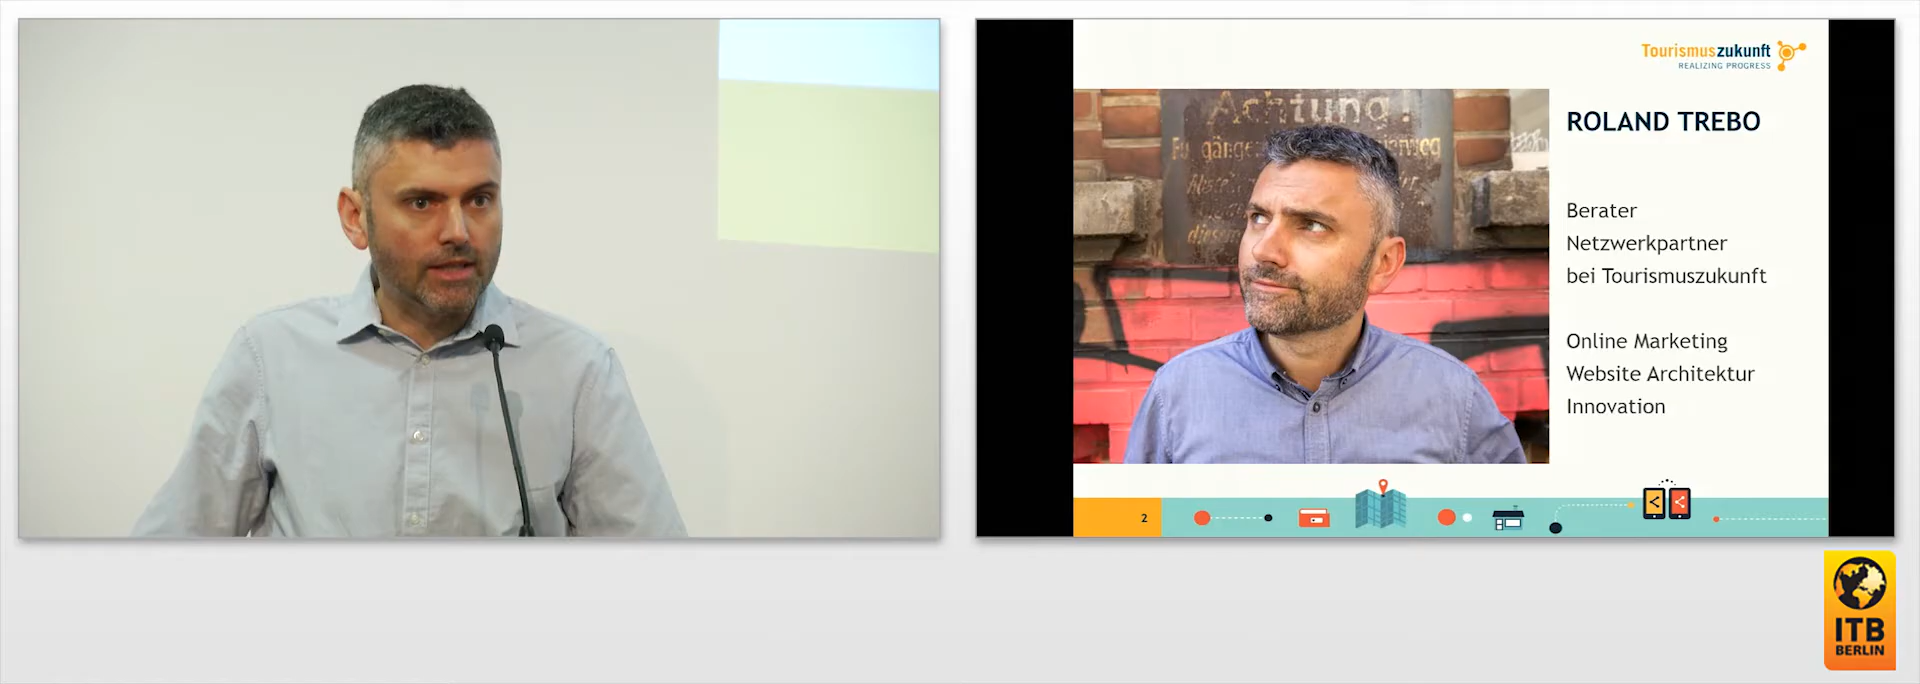 Tourismuszukunft
REALIZING PROGRESS
Achtung!
ROLAND TREBO
Berater
Netzwerkpartner
bei Tourismuszukunft
Online Marketing
Website Architektur
Innovation
2
ITB
BERLIN